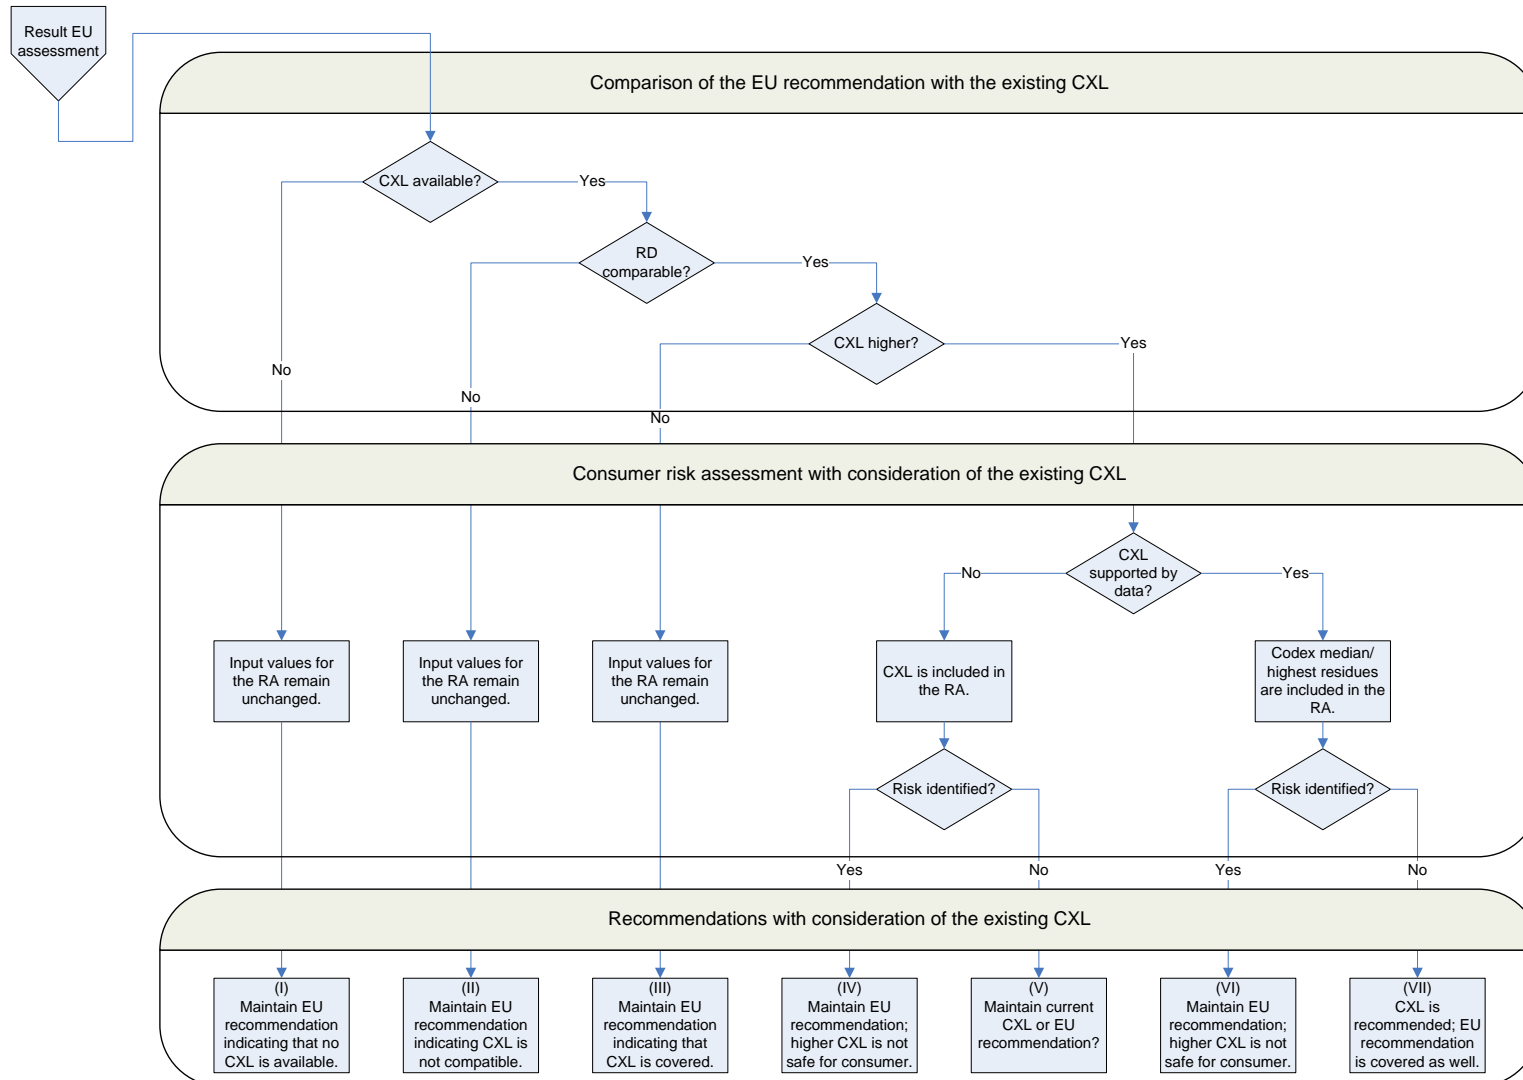 Result EU
assessment
Comparison of the EU recommendation with the existing CXL
CXL available?
Yes
RD
comparable?
Yes
CXL higher?
Yes
No
No
No
Consumer risk assessment with consideration of the existing CXL
CXL
supported by
data?
No
Yes
Input values for
the RA remain
unchanged.
Input values for
the RA remain
unchanged.
Input values for
the RA remain
unchanged.
CXL is included in
the RA.
Codex median/
highest residues
are included in the
RA.
Risk identified?
Risk identified?
Yes
No
Yes
No
Recommendations with consideration of the existing CXL
(I)
Maintain EU
recommendation
indicating that no
CXL is available.
(II)
Maintain EU
recommendation
indicating CXL is
not compatible.
(III)
Maintain EU
recommendation
indicating that
CXL is covered.
(IV)
Maintain EU
recommendation;
higher CXL is not
safe for consumer.
(V)
Maintain current
CXL or EU
recommendation?
(VI)
Maintain EU
recommendation;
higher CXL is not
safe for consumer.
(VII)
CXL is
recommended; EU
recommendation
is covered as well.